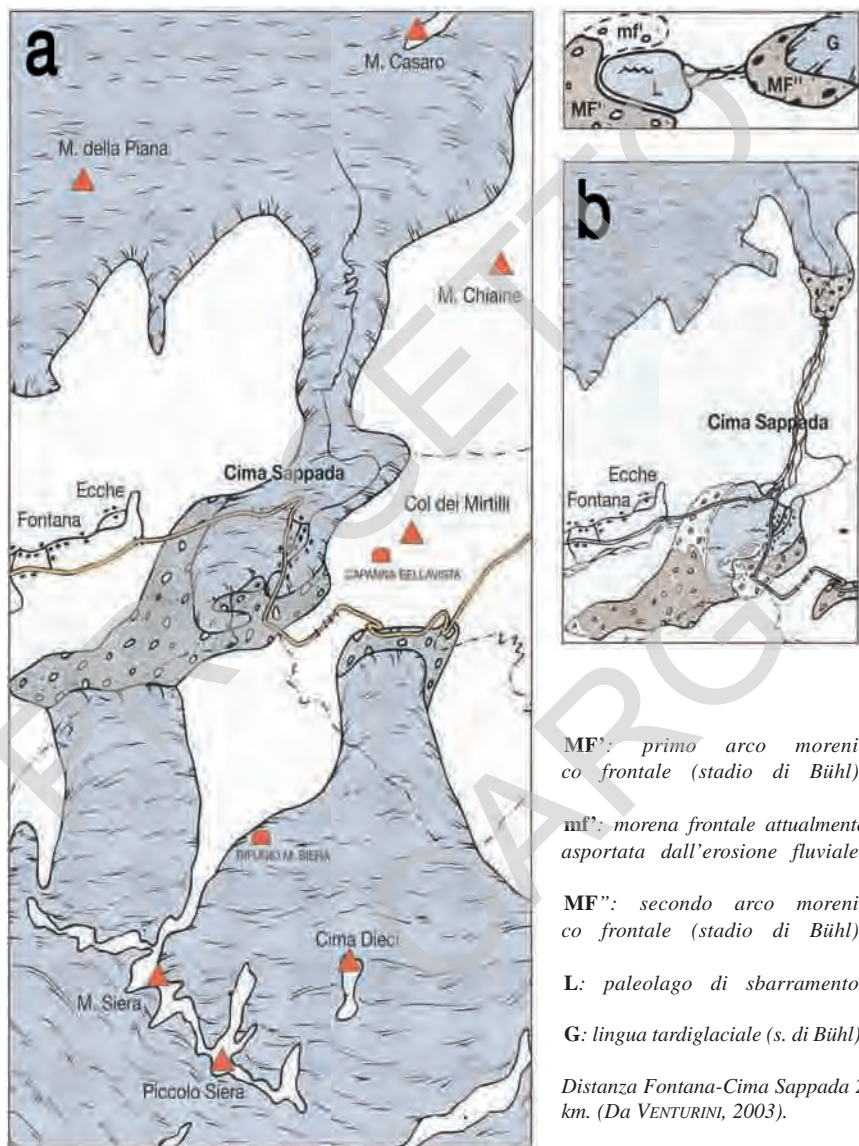 a
M. Casaro
M. della Piana
M. Chiaine
Cima Sappada
Ecche
Fontana
Col dei Mirtilli
CAPANNA BELLAVISTA
RIFUGIO M. SIERA
Cima Dieci
M. Siera
Piccolo Siera
mf'
G
L
MF''
MF'
b
Cima Sappada
Ecche
Fontana
MF’: primo arco moreni
co frontale (stadio di Bühl)
mf’: morena frontale attualmente
asportata dall'erosione fluviale
MF”: secondo arco moreni
co frontale (stadio di Bühl)
L: paleolago di sbarramento
G: lingua tardiglaciale (s. di Bühl)
Distanza Fontana-Cima Sappada 2
km. (Da VENTURINI, 2003).
PROGETTO
CARG